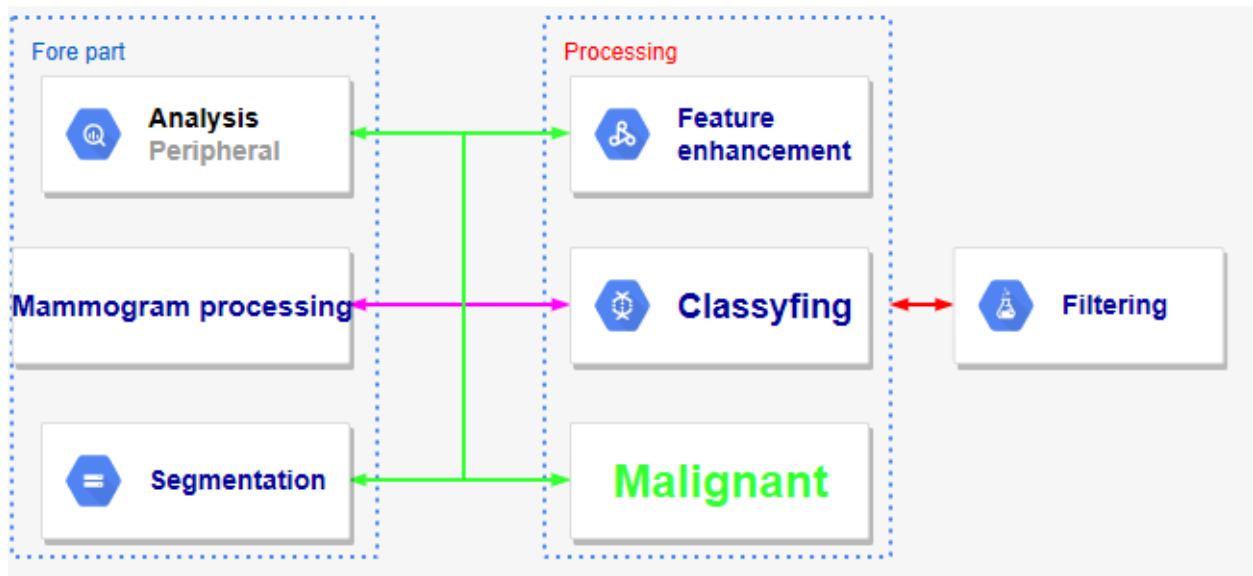 Fore part
Processing
Analysis
Peripheral
Feature
enhancement
Mammogram processing
Classyfing
Filtering
Segmentation
Malignant